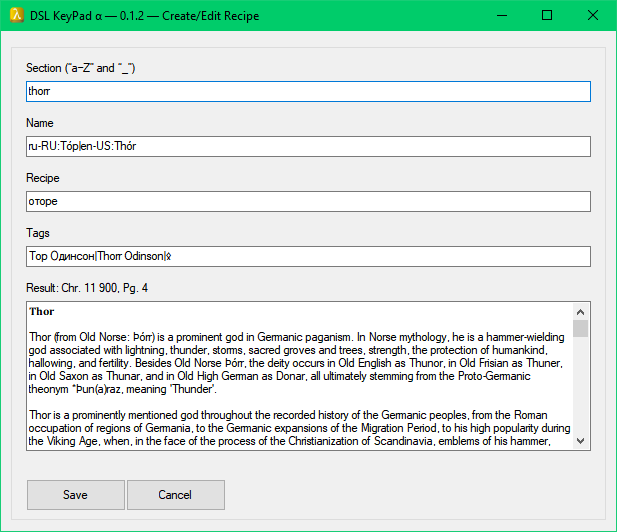 DSL KeyPad α — 0.1.2 — Create/Edit Recipe
Section ("a-Z" and "_")
thorr
Name
ru-RU:То́р|en-US:Thór
Recipe
оторе
Tags
Тор Одинсон|Thorr Odinson|
Result: Chr. 11 900, Pg. 4
Thor
Thor (from Old Norse: Þórr) is a prominent god in Germanic paganism. In Norse mythology, he is a hammer-wielding
god associated with lightning, thunder, storms, sacred groves and trees, strength, the protection of humankind,
hallowing, and fertility. Besides Old Norse Þórr, the deity occurs in Old English as Thunor, in Old Frisian as Thuner,
in Old Saxon as Thunar, and in Old High German as Donar, all ultimately stemming from the Proto-Germanic
theonym *Þun(a)raz, meaning 'Thunder'.
Thor is a prominently mentioned god throughout the recorded history of the Germanic peoples, from the Roman
occupation of regions of Germania, to the Germanic expansions of the Migration Period, to his high popularity during
the Viking Age, when, in the face of the process of the Christianization of Scandinavia, emblems of his hammer,
Save
Cancel